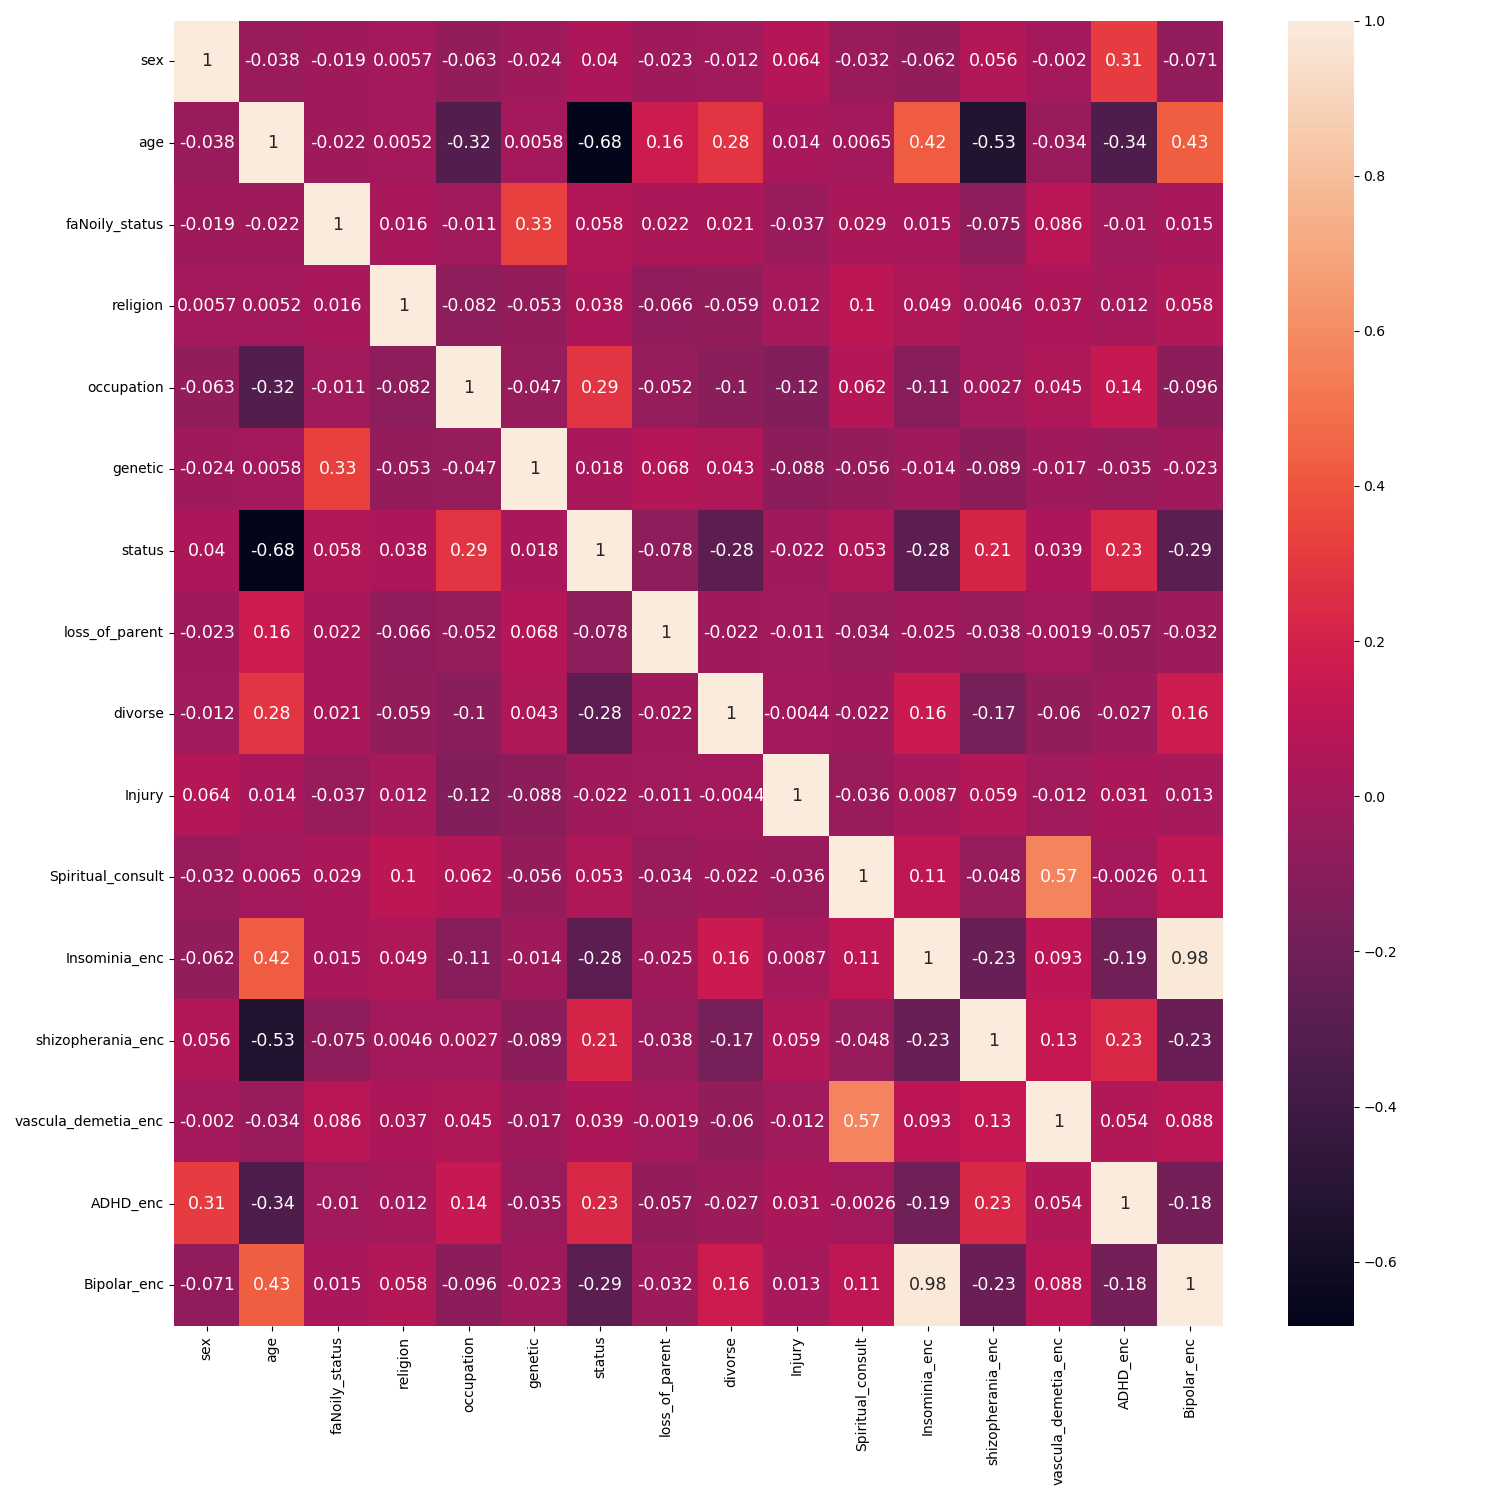 sex 1 -0.038 -0.019 0.0057 -0.063 -0.024 0.04 -0.023 -0.012 0.064 -0.032 -0.062 0.056 -0.002 0.31 -0.071
age -0.038 1 -0.022 0.0052 -0.32 0.0058 -0.68 0.16 0.28 0.014 0.0065 0.42 -0.53 -0.034 -0.34 0.43
faNoily_status -0.019 -0.022 1 0.016 -0.011 0.33 0.058 0.022 0.021 -0.037 0.029 0.015 -0.075 0.086 -0.01 0.015
religion 0.0057 0.0052 0.016 1 -0.082 -0.053 0.038 -0.066 -0.059 0.012 0.1 0.049 0.0046 0.037 0.012 0.058
occupation -0.063 -0.32 -0.011 -0.082 1 -0.047 0.29 -0.052 -0.1 -0.12 0.062 -0.11 0.0027 0.045 0.14 -0.096
genetic -0.024 0.0058 0.33 -0.053 -0.047 1 0.018 0.068 0.043 -0.088 -0.056 -0.014 -0.089 -0.017 -0.035 -0.023
status 0.04 -0.68 0.058 0.038 0.29 0.018 1 -0.078 -0.28 -0.022 0.053 -0.28 0.21 0.039 0.23 -0.29
loss_of_parent -0.023 0.16 0.022 -0.066 -0.052 0.068 -0.078 1 -0.022 -0.011 -0.034 -0.025 -0.038 -0.0019 -0.057 -0.032
divorse -0.012 0.28 0.021 -0.059 -0.1 0.043 -0.28 -0.022 1 -0.0044 -0.022 0.16 -0.17 -0.06 -0.027 0.16
Injury 0.064 0.014 -0.037 0.012 -0.12 -0.088 -0.022 -0.011 -0.0044 1 -0.036 0.0087 0.059 -0.012 0.031 0.013
Spiritual_consult -0.032 0.0065 0.029 0.1 0.062 -0.056 0.053 -0.034 -0.022 -0.036 1 0.11 -0.048 0.57 -0.0026 0.11
Insominia_enc -0.062 0.42 0.015 0.049 -0.11 -0.014 -0.28 -0.025 0.16 0.0087 0.11 1 -0.23 0.093 -0.19 0.98
shizopherania_enc 0.056 -0.53 -0.075 0.0046 0.0027 -0.089 0.21 -0.038 -0.17 0.059 -0.048 -0.23 1 0.13 0.23 -0.23
vascula_demetia_enc -0.002 -0.034 0.086 0.037 0.045 -0.017 0.039 -0.0019 -0.06 -0.012 0.57 0.093 0.13 1 0.054 0.088
ADHD_enc 0.31 -0.34 -0.01 0.012 0.14 -0.035 0.23 -0.057 -0.027 0.031 -0.0026 -0.19 0.23 0.054 1 -0.18
Bipolar_enc -0.071 0.43 0.015 0.058 -0.096 -0.023 -0.29 -0.032 0.16 0.013 0.11 0.98 -0.23 0.088 -0.18 1
sex age faNoily_status religion occupation genetic status loss_of_parent divorse Injury Spiritual_consult Insominia_enc shizopherania_enc vascula_demetia_enc ADHD_enc Bipolar_enc
1.0
0.8
0.6
0.4
0.2
0.0
−0.2
−0.4
−0.6